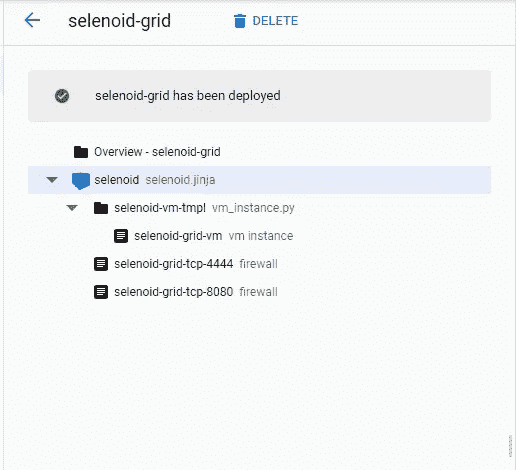 selenoid-grid DELETE
selenoid-grid has been deployed
Overview - selenoid-grid
selenoid selenoid.jinja
selenoid-vm-tmpl vm_instance.py
selenoid-grid-vm vm instance
selenoid-grid-tcp-4444 firewall
selenoid-grid-tcp-8080 firewall